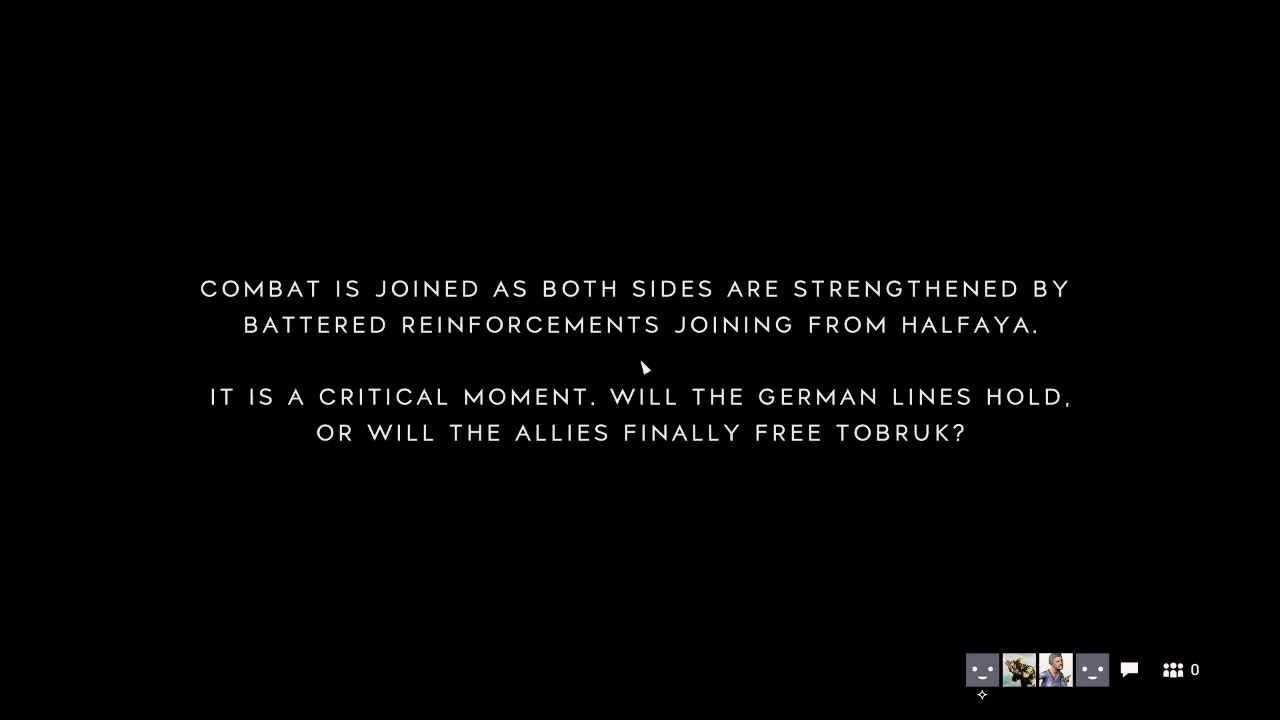 COMBAT IS JOINED AS BOTH SIDES ARE STRENGTHENED BY
BATTERED REINFORCEMENTS JOINING FROM HALFAYA.
IT IS A CRITICAL MOMENT. WILL THE GERMAN LINES HOLD,
OR WILL THE ALLIES FINALLY FREE TOBRUK?
0